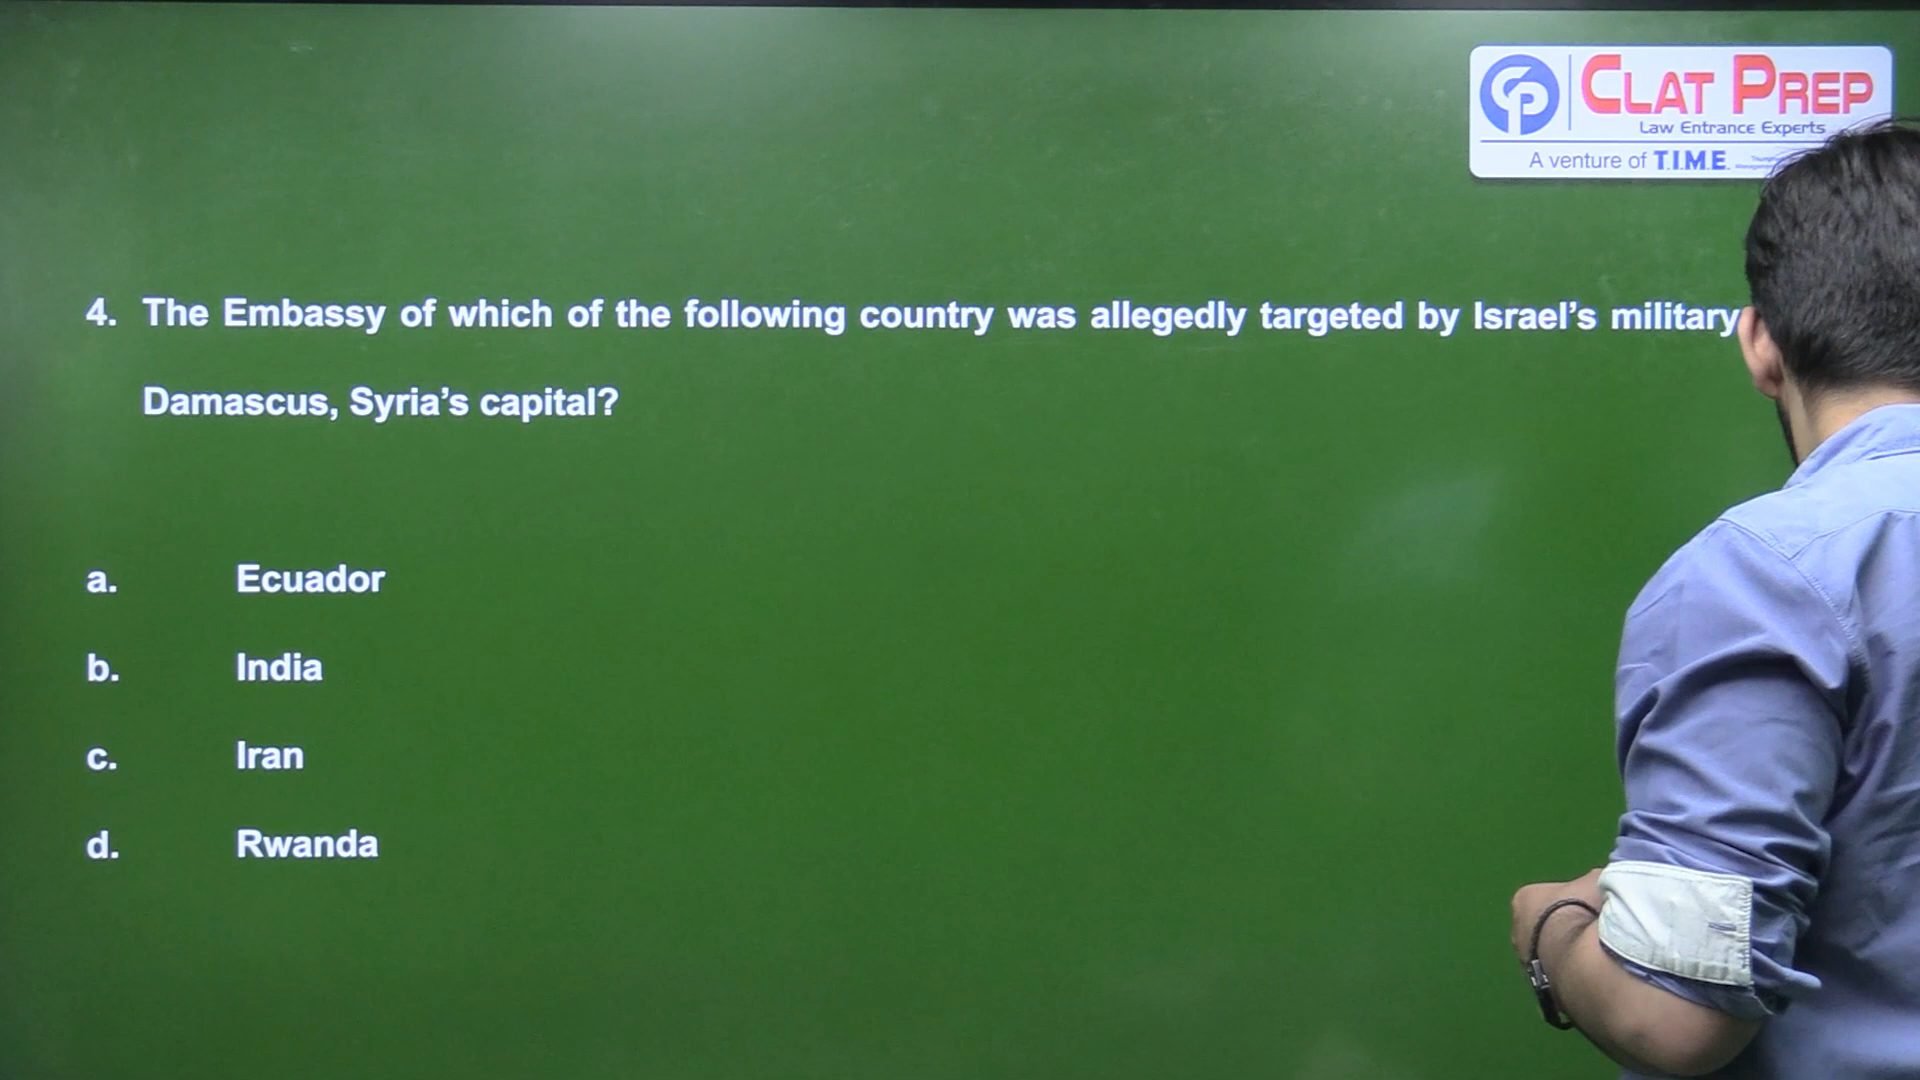 CLAT PREP
Law Entrance Experts
A venture of T.I.M.E.
4. The Embassy of which of the following country was allegedly targeted by Israel's military
Damascus, Syria's capital?
a. Ecuador
b. India
c. Iran
d. Rwanda